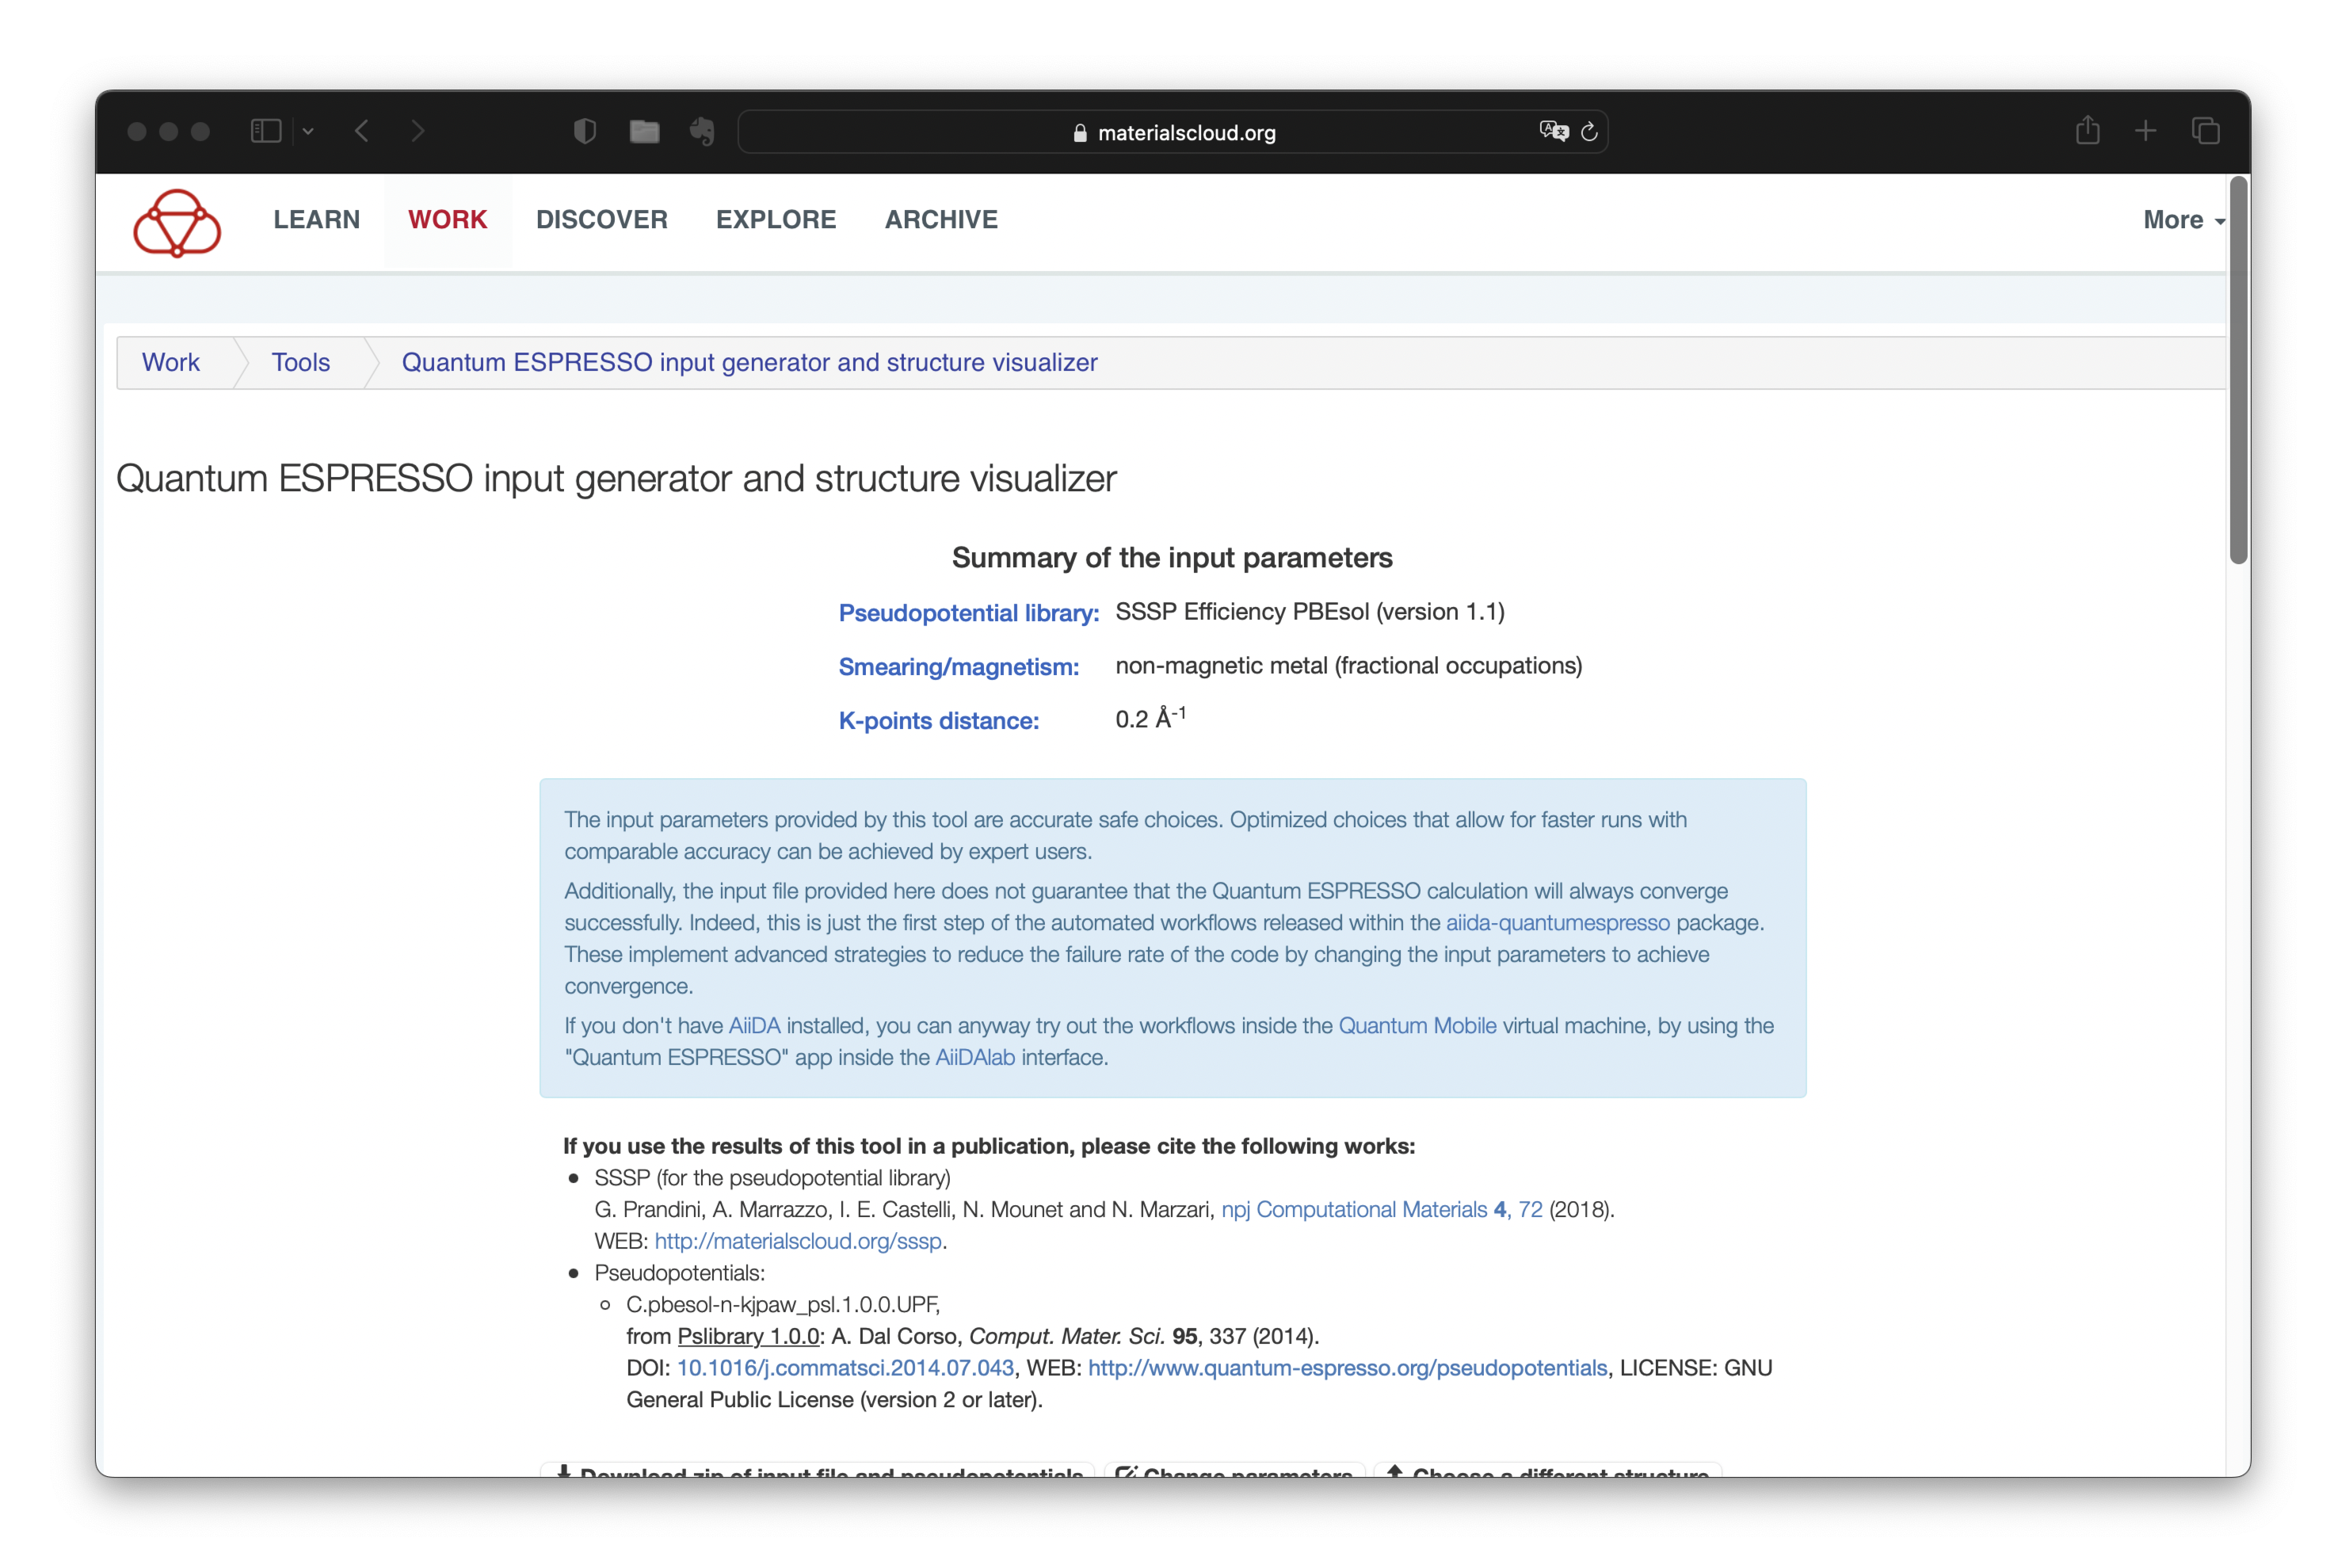 materialscloud.org
LEARN WORK DISCOVER EXPLORE ARCHIVE More
Work Tools Quantum ESPRESSO input generator and structure visualizer
Quantum ESPRESSO input generator and structure visualizer
Summary of the input parameters
Pseudopotential library: SSSP Efficiency PBEsol (version 1.1)
Smearing/magnetism: non-magnetic metal (fractional occupations)
K-points distance: 0.2 Å⁻¹
The input parameters provided by this tool are accurate safe choices. Optimized choices that allow for faster runs with
comparable accuracy can be achieved by expert users.
Additionally, the input file provided here does not guarantee that the Quantum ESPRESSO calculation will always converge
successfully. Indeed, this is just the first step of the automated workflows released within the aiida-quantumespresso package.
These implement advanced strategies to reduce the failure rate of the code by changing the input parameters to achieve
convergence.
If you don't have AiiDA installed, you can anyway try out the workflows inside the Quantum Mobile virtual machine, by using the
"Quantum ESPRESSO" app inside the AiiDAlab interface.
If you use the results of this tool in a publication, please cite the following works:
● SSSP (for the pseudopotential library)
G. Prandini, A. Marrazzo, I. E. Castelli, N. Mounet and N. Marzari, npj Computational Materials 4, 72 (2018).
WEB: http://materialscloud.org/sssp.
● Pseudopotentials:
○ C.pbesol-n-kjpaw_psl.1.0.0.UPF,
from Pslibrary 1.0.0: A. Dal Corso, Comput. Mater. Sci. 95, 337 (2014).
DOI: 10.1016/j.commatsci.2014.07.043, WEB: http://www.quantum-espresso.org/pseudopotentials, LICENSE: GNU
General Public License (version 2 or later).
Download zip of input file and pseudopotentials Change parameters Choose a different structure